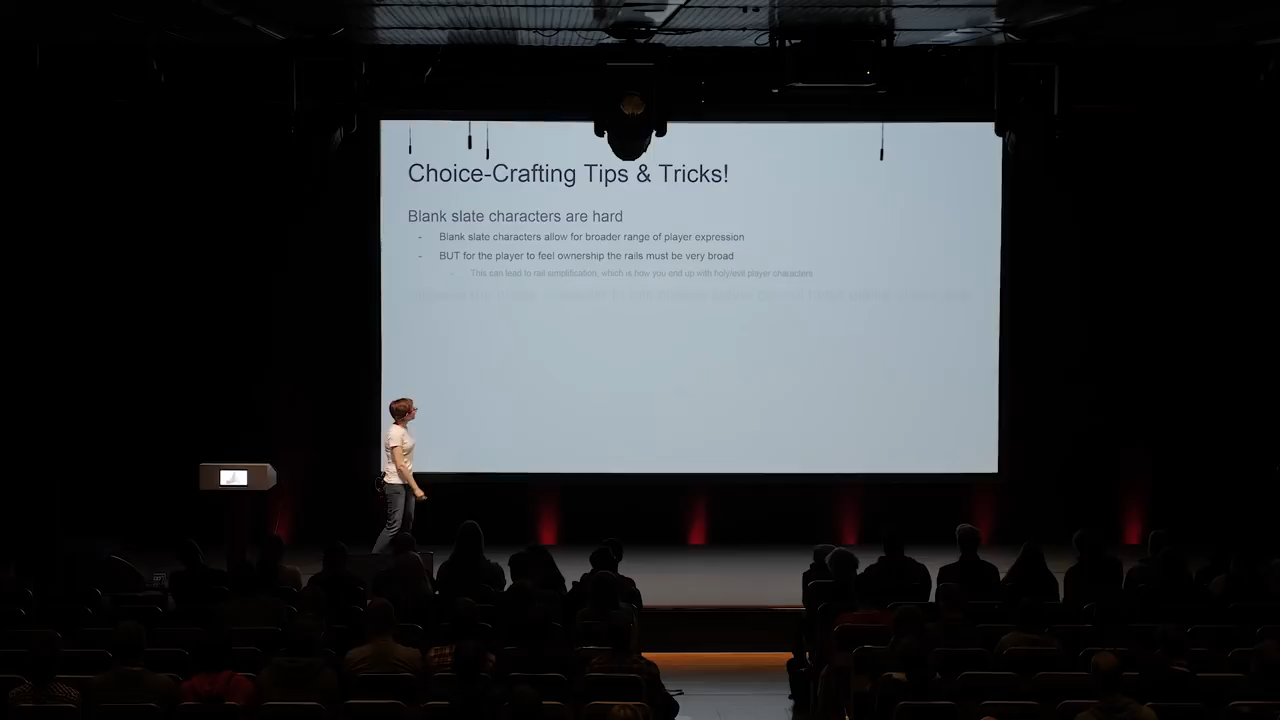 Choice-Crafting Tips & Tricks!
Blank slate characters are hard
- Blank slate characters allow for broader range of player expression
- BUT for the player to feel ownership the rails must be very broad
- This can lead to rail simplification, which is how you end up with holy/evil player characters